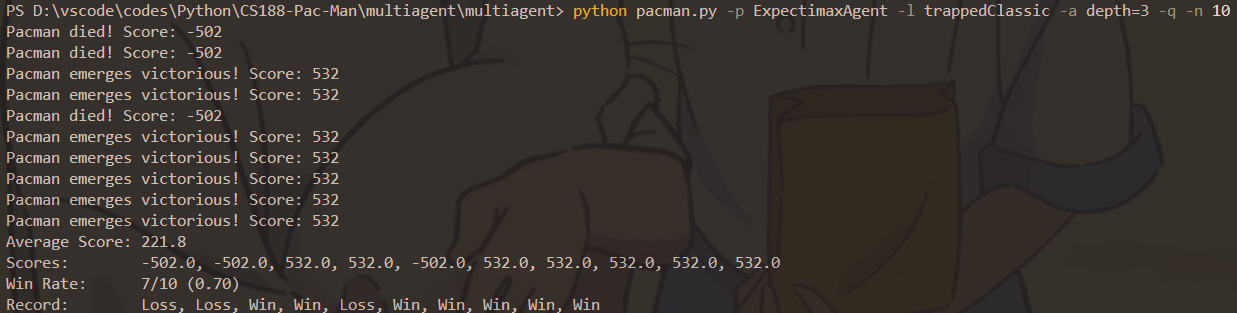 PS D:\vscode\codes\Python\CS188-Pac-Man\multiagent\multiagent> python pacman.py -p ExpectimaxAgent -l trappedClassic -a depth=3 -q -n 10
Pacman died! Score: -502
Pacman died! Score: -502
Pacman emerges victorious! Score: 532
Pacman emerges victorious! Score: 532
Pacman died! Score: -502
Pacman emerges victorious! Score: 532
Pacman emerges victorious! Score: 532
Pacman emerges victorious! Score: 532
Pacman emerges victorious! Score: 532
Pacman emerges victorious! Score: 532
Average Score: 221.8
Scores:        -502.0, -502.0, 532.0, 532.0, -502.0, 532.0, 532.0, 532.0, 532.0, 532.0
Win Rate:      7/10 (0.70)
Record:        Loss, Loss, Win, Win, Loss, Win, Win, Win, Win, Win